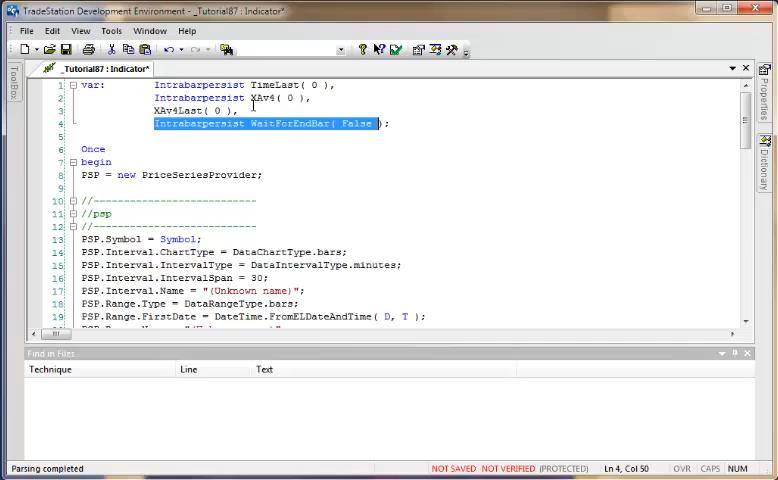 TradeStation Development Environment - _Tutorial87 : Indicator*
File Edit View Tools Window Help
_Tutorial87 : Indicator*
ToolBox
Properties
Dictionary
1 var: Intrabarpersist TimeLast( 0 ),
2 Intrabarpersist XAv4( 0 ),
3 XAv4Last( 0 ),
4 Intrabarpersist WaitForEndBar( False );
5
6 Once
7 begin
8 PSP = new PriceSeriesProvider;
9
10 //---------------------------
11 //psp
12 //---------------------------
13 PSP.Symbol = Symbol;
14 PSP.Interval.ChartType = DataChartType.bars;
15 PSP.Interval.IntervalType = DataIntervalType.minutes;
16 PSP.Interval.IntervalSpan = 30;
17 PSP.Interval.Name = "(Unknown name)";
18 PSP.Range.Type = DataRangeType.bars;
19 PSP.Range.FirstDate = DateTime.FromELDateAndTime( D, T );
Find in Files
Technique Line Text
Parsing completed NOT SAVED NOT VERIFIED (PROTECTED) Ln 4, Col 50 OVR CAPS NUM